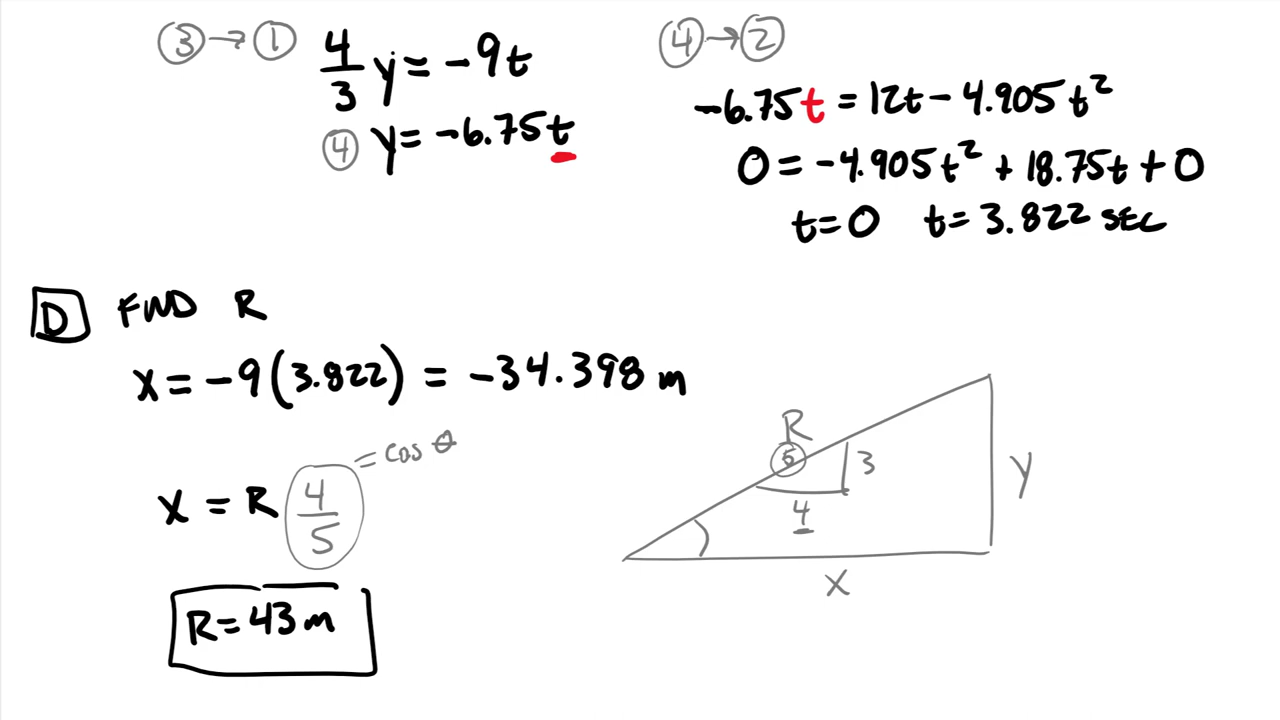 ③ → ①
4/3 y = -9t
④ y = -6.75t
④ → ②
-6.75t = 12t - 4.905t²
0 = -4.905t² + 18.75t + 0
t = 0 t = 3.822 sec
D FIND R
x = -9(3.822) = -34.398 m
x = R 4/5 = cos θ
R = 43 m
R
5
3
4
y
x